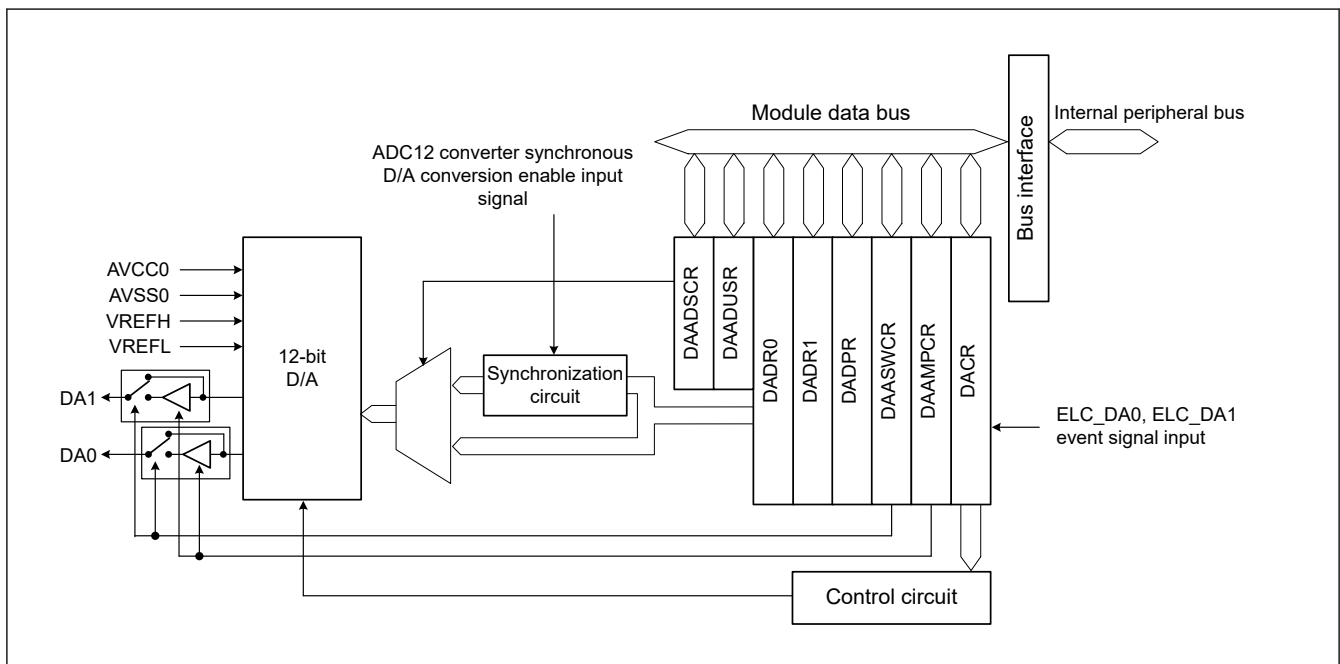 Module data bus
Bus interface
Internal peripheral bus
ADC12 converter synchronous
D/A conversion enable input
signal
AVCC0
AVSS0
VREFH
VREFL
12-bit
D/A
DA1
DA0
Synchronization
circuit
DAADSCR
DAADUSR
DADR0
DADR1
DADPR
DAASWCR
DAAMPCR
DACR
ELC_DA0, ELC_DA1
event signal input
Control circuit